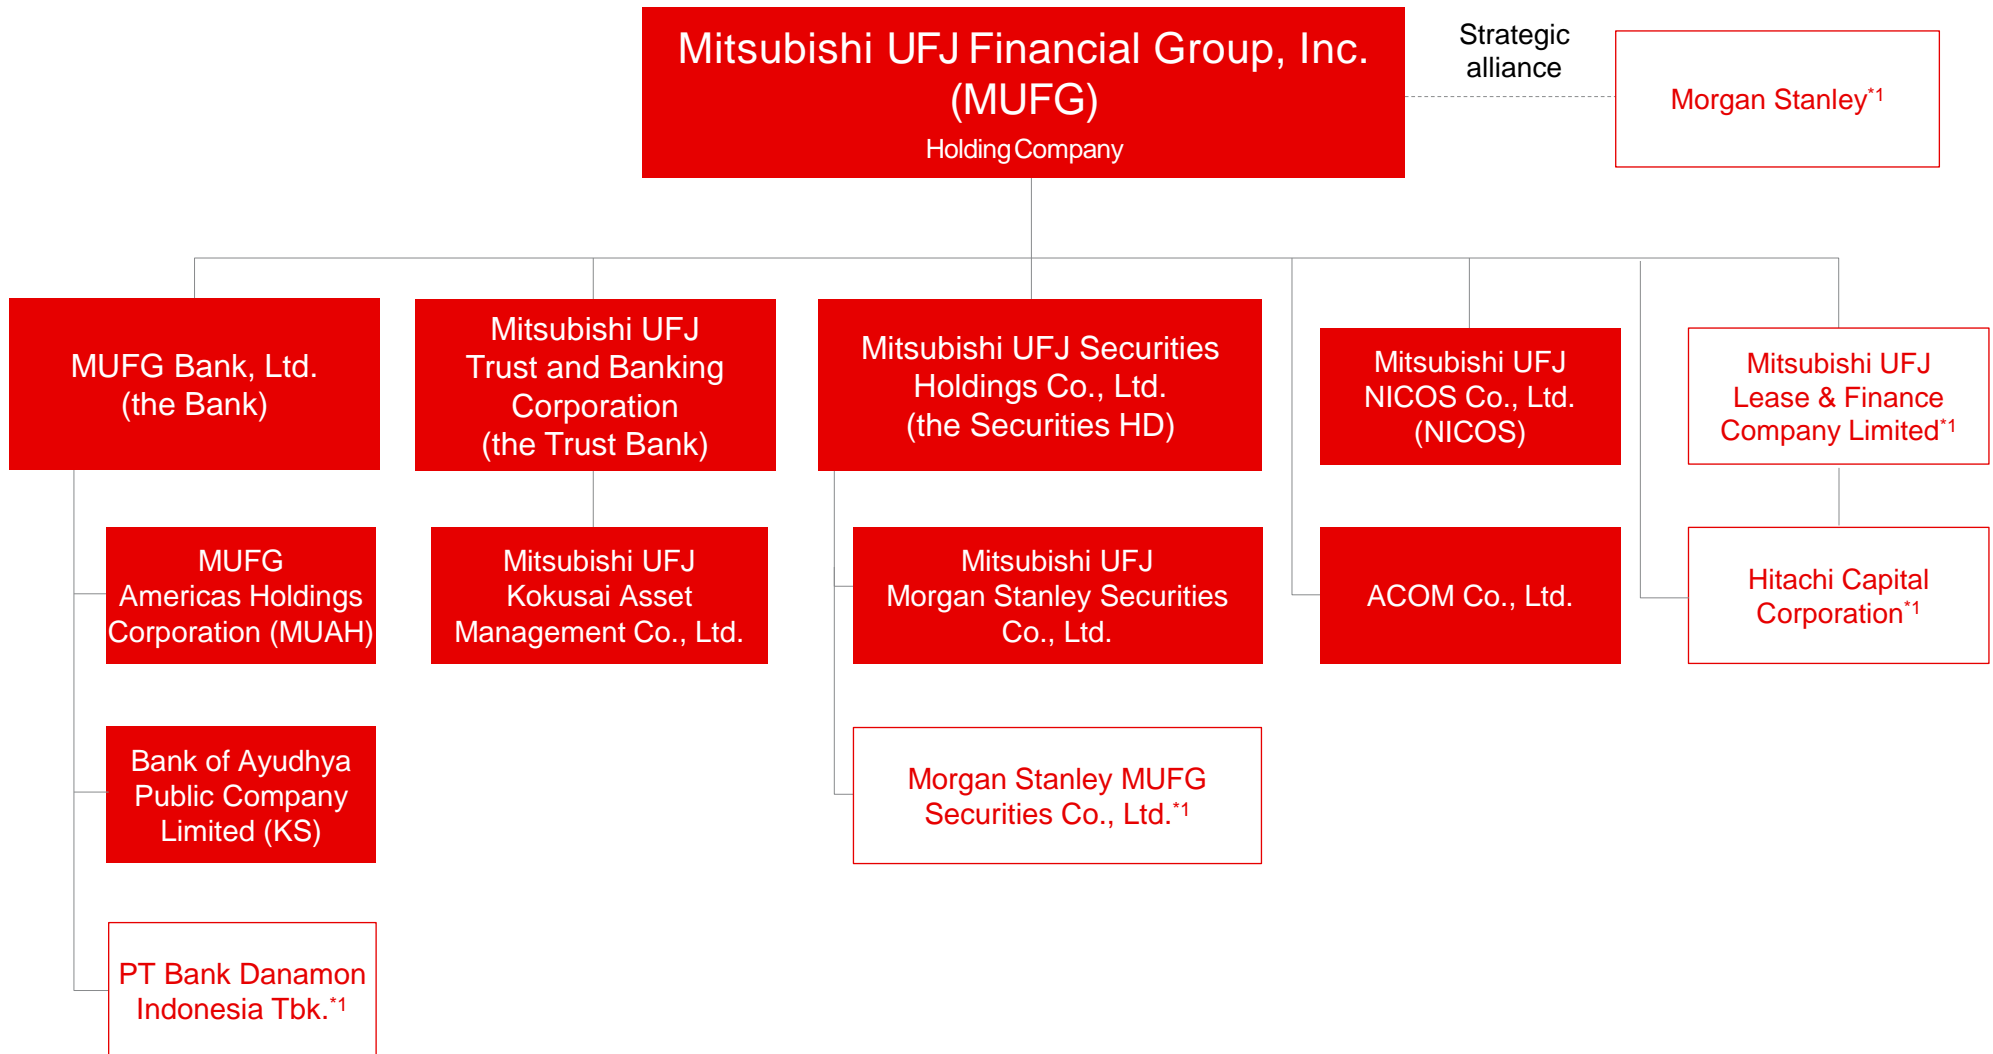 Mitsubishi UFJ Financial Group, Inc.
(MUFG)
Holding Company
Strategic
alliance
Morgan Stanley*1
MUFG Bank, Ltd.
(the Bank)
Mitsubishi UFJ
Trust and Banking
Corporation
(the Trust Bank)
Mitsubishi UFJ Securities
Holdings Co., Ltd.
(the Securities HD)
Mitsubishi UFJ
NICOS Co., Ltd.
(NICOS)
Mitsubishi UFJ
Lease & Finance
Company Limited*1
MUFG
Americas Holdings
Corporation (MUAH)
Mitsubishi UFJ
Kokusai Asset
Management Co., Ltd.
Mitsubishi UFJ
Morgan Stanley Securities
Co., Ltd.
ACOM Co., Ltd.
Hitachi Capital
Corporation*1
Bank of Ayudhya
Public Company
Limited (KS)
Morgan Stanley MUFG
Securities Co., Ltd.*1
PT Bank Danamon
Indonesia Tbk.*1